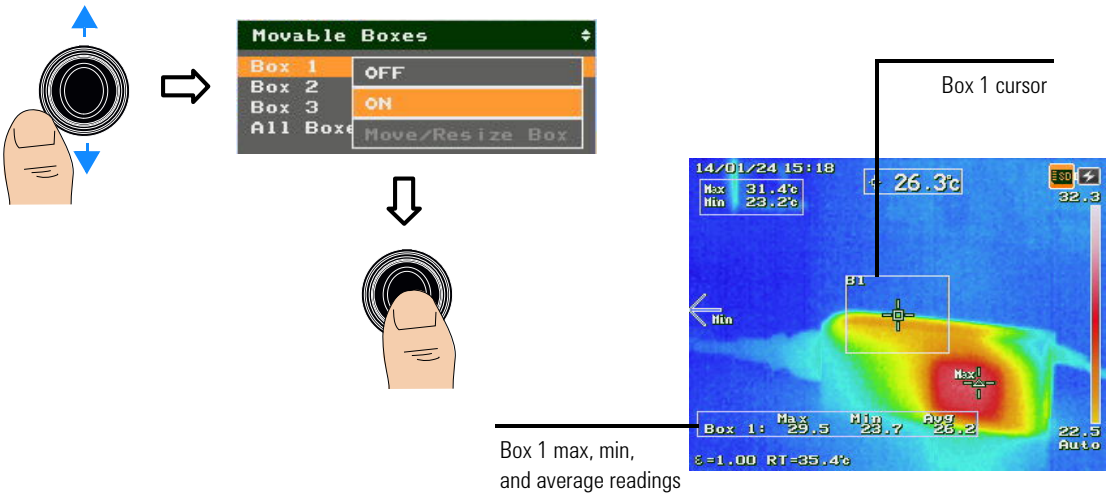 Movable Boxes
Box 1
Box 2
Box 3
All Boxe
OFF
ON
Move/Resize Box
Box 1 cursor
14/01/24 15:18
Max 31.4°c
Min 23.2°c
26.3°c
SD
32.3
B1
Min
Max
Max Min Avg
Box 1: 29.5 23.7 26.2
22.5
Auto
ε=1.00 RT=35.4°c
Box 1 max, min,
and average readings